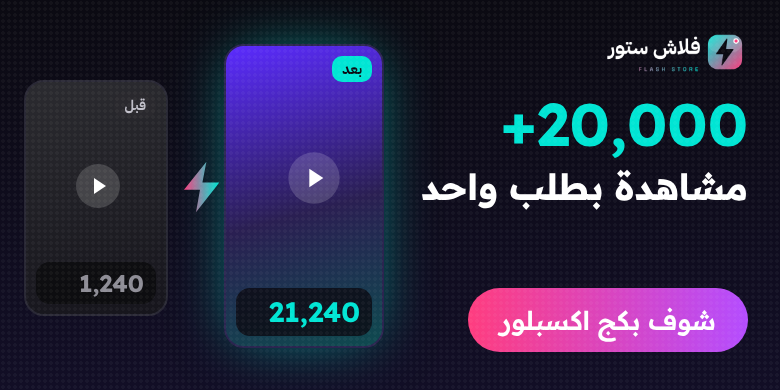 فلاش ستور
FLASH STORE
+20,000
مشاهدة بطلب واحد
شوف بكج اكسبلور
بعد
21,240
قبل
1,240